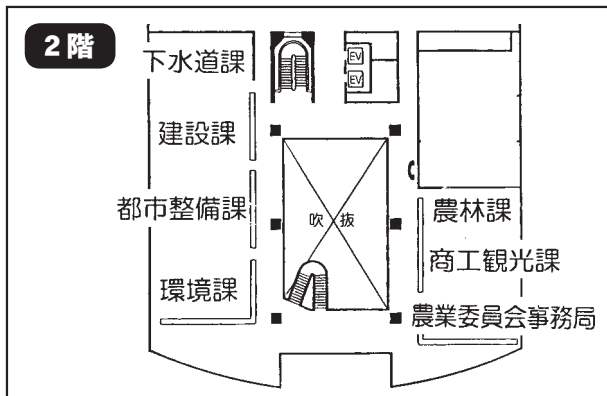 2階
下水道課
EV
EV
建設課
都市整備課
吹抜
農林課
環境課
商工観光課
農業委員会事務局